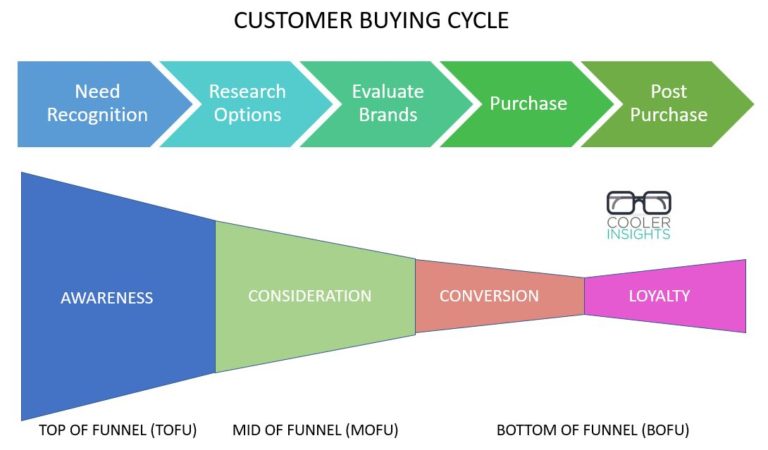 CUSTOMER BUYING CYCLE
Need
Recognition
Research
Options
Evaluate
Brands
Purchase
Post
Purchase
COOLER
INSIGHTS
AWARENESS
CONSIDERATION
CONVERSION
LOYALTY
TOP OF FUNNEL (TOFU)
MID OF FUNNEL (MOFU)
BOTTOM OF FUNNEL (BOFU)